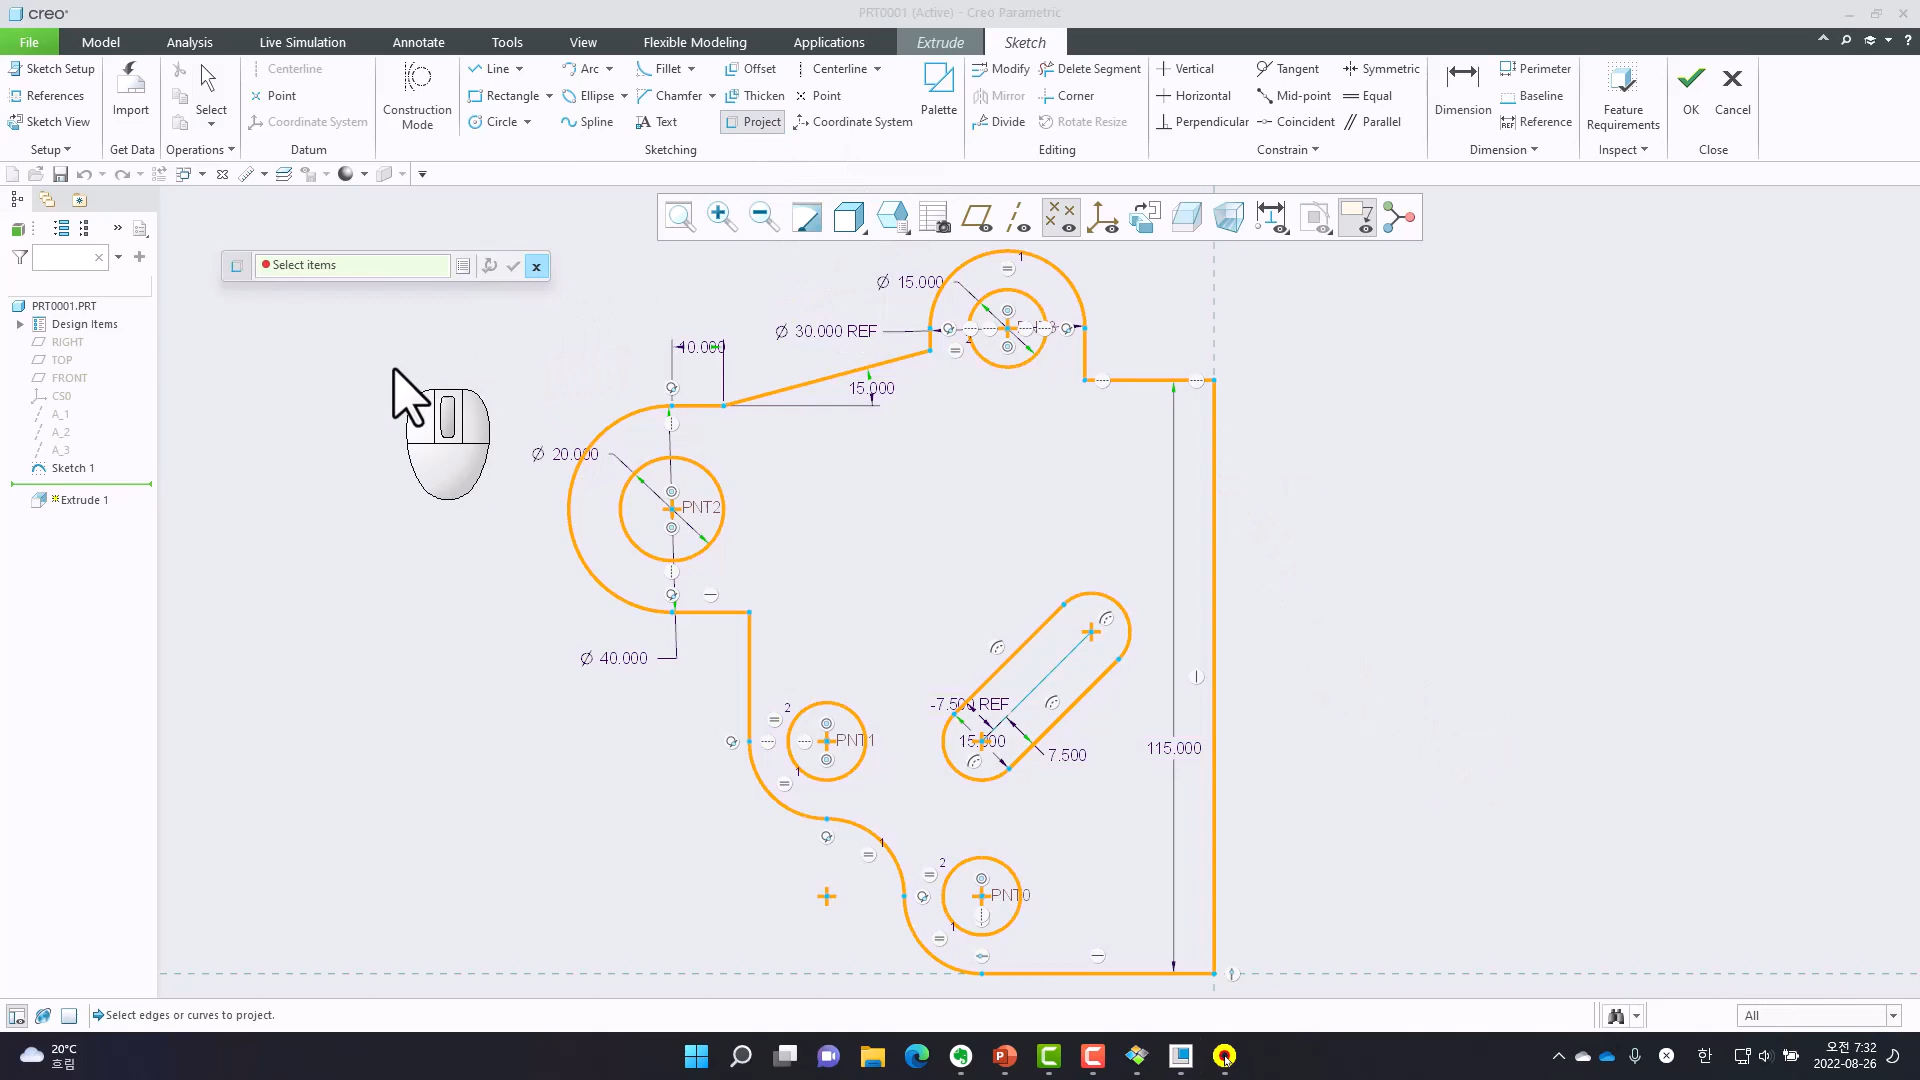 creo
PRT0001 (Active) - Creo Parametric
File Model Analysis Live Simulation Annotate Tools View Flexible Modeling Applications Extrude Sketch
Sketch Setup
References
Sketch View
Setup
Import
Get Data
Select
Operations
Centerline
Point
Coordinate System
Datum
Construction Mode
Line Arc Fillet Offset Centerline
Rectangle Ellipse Chamfer Thicken Point
Circle Spline Text Project Coordinate System
Palette
Sketching
Modify Delete Segment
Mirror Corner
Divide Rotate Resize
Editing
Vertical Tangent Symmetric
Horizontal Mid-point Equal
Perpendicular Coincident Parallel
Constrain
Dimension
Perimeter
Baseline
Reference
Dimension
Feature Requirements
Inspect
OK Cancel
Close
Select items
PRT0001.PRT
Design Items
RIGHT
TOP
FRONT
CS0
A_1
A_2
A_3
Sketch 1
Extrude 1
Ø 15.000
Ø 30.000 REF
10.000
15.000
Ø 20.000
PNT2
Ø 40.000
-7.500 REF
15.000
7.500
115.000
PNT1
PNT0
Select edges or curves to project.
All
20°C
흐림
한
오전 7:32
2022-08-26